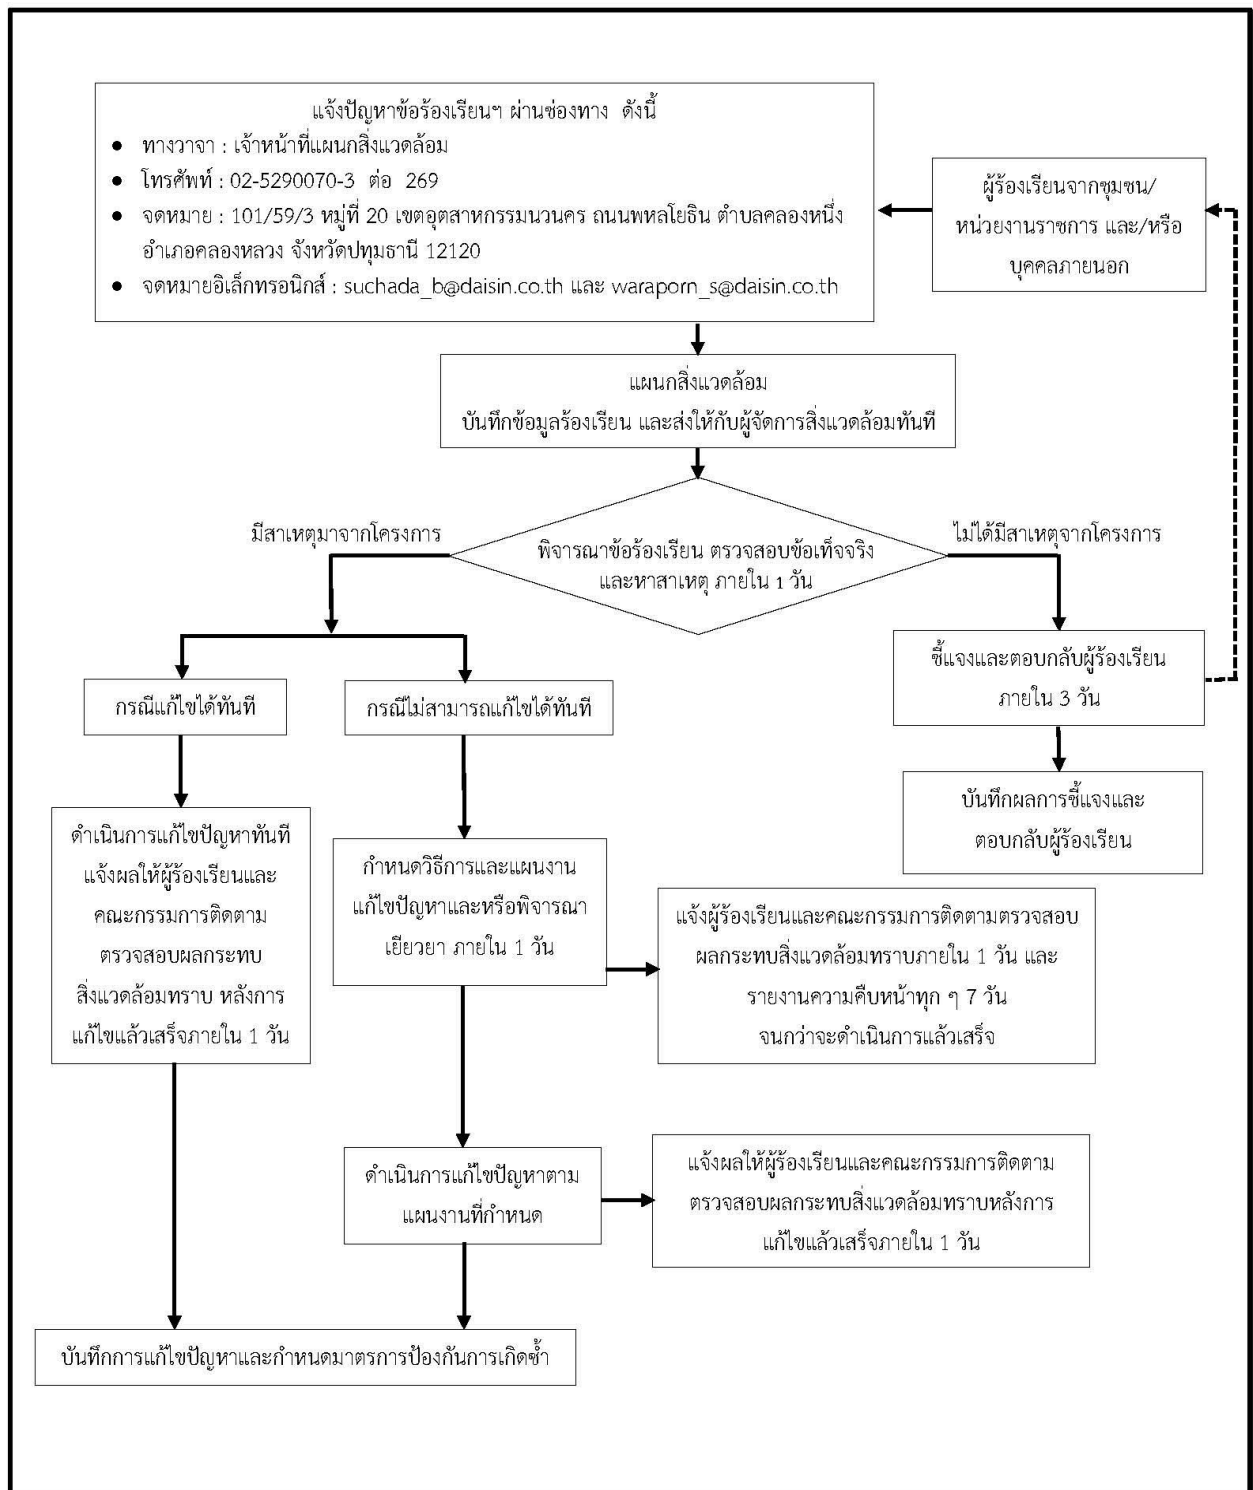 แจ้งปัญหาข้อร้องเรียนฯ ผ่านช่องทาง ดังนี้
● ทางวาจา : เจ้าหน้าที่แผนกสิ่งแวดล้อม
● โทรศัพท์ : 02-5290070-3 ต่อ 269
● จดหมาย : 101/59/3 หมู่ที่ 20 เขตอุตสาหกรรมนวนคร ถนนพหลโยธิน ตำบลคลองหนึ่ง
อำเภอคลองหลวง จังหวัดปทุมธานี 12120
● จดหมายอิเล็กทรอนิกส์ : suchada_b@daisin.co.th และ waraporn_s@daisin.co.th
ผู้ร้องเรียนจากชุมชน/
หน่วยงานราชการ และ/หรือ
บุคคลภายนอก
แผนกสิ่งแวดล้อม
บันทึกข้อมูลร้องเรียน และส่งให้กับผู้จัดการสิ่งแวดล้อมทันที
มีสาเหตุมาจากโครงการ
พิจารณาข้อร้องเรียน ตรวจสอบข้อเท็จจริง
และหาสาเหตุ ภายใน 1 วัน
ไม่ได้มีสาเหตุจากโครงการ
กรณีแก้ไขได้ทันที
กรณีไม่สามารถแก้ไขได้ทันที
ชี้แจงและตอบกลับผู้ร้องเรียน
ภายใน 3 วัน
บันทึกผลการชี้แจงและ
ตอบกลับผู้ร้องเรียน
ดำเนินการแก้ไขปัญหาทันที
แจ้งผลให้ผู้ร้องเรียนและ
คณะกรรมการติดตาม
ตรวจสอบผลกระทบ
สิ่งแวดล้อมทราบ หลังการ
แก้ไขแล้วเสร็จภายใน 1 วัน
กำหนดวิธีการและแผนงาน
แก้ไขปัญหาและหรือพิจารณา
เยียวยา ภายใน 1 วัน
แจ้งผู้ร้องเรียนและคณะกรรมการติดตามตรวจสอบ
ผลกระทบสิ่งแวดล้อมทราบภายใน 1 วัน และ
รายงานความคืบหน้าทุก ๆ 7 วัน
จนกว่าจะดำเนินการแล้วเสร็จ
ดำเนินการแก้ไขปัญหาตาม
แผนงานที่กำหนด
แจ้งผลให้ผู้ร้องเรียนและคณะกรรมการติดตาม
ตรวจสอบผลกระทบสิ่งแวดล้อมทราบหลังการ
แก้ไขแล้วเสร็จภายใน 1 วัน
บันทึกการแก้ไขปัญหาและกำหนดมาตรการป้องกันการเกิดซ้ำ